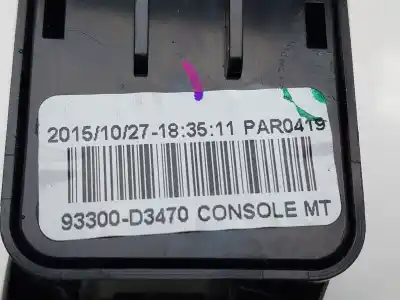 2015/10/27-18:35:11 PAR0419
93300-D3470 CONSOLE MT